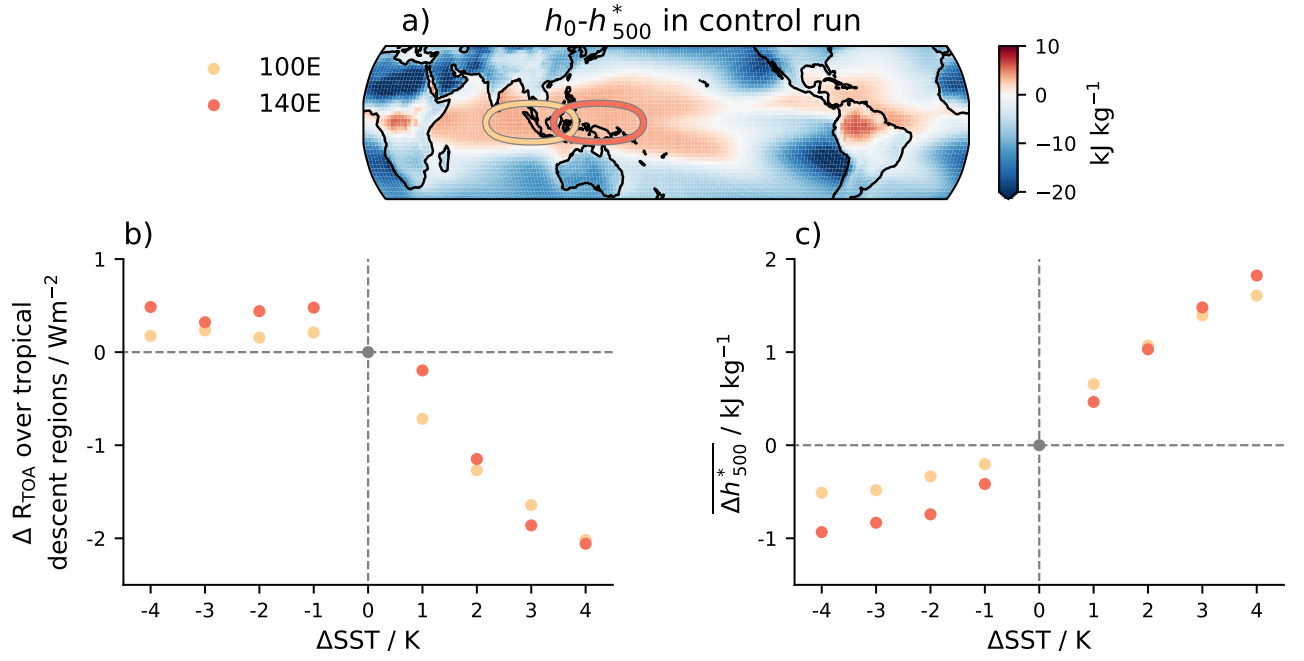 a)
h₀-h*₅₀₀ in control run
100E
140E
10
0
−10
−20
kJ kg⁻¹
b)
1
0
-1
-2
Δ R_TOA over tropical
descent regions / Wm⁻²
-4 -3 -2 -1 0 1 2 3 4
ΔSST / K
c)
2
1
0
-1
Δh*₅₀₀ / kJ kg⁻¹
-4 -3 -2 -1 0 1 2 3 4
ΔSST / K